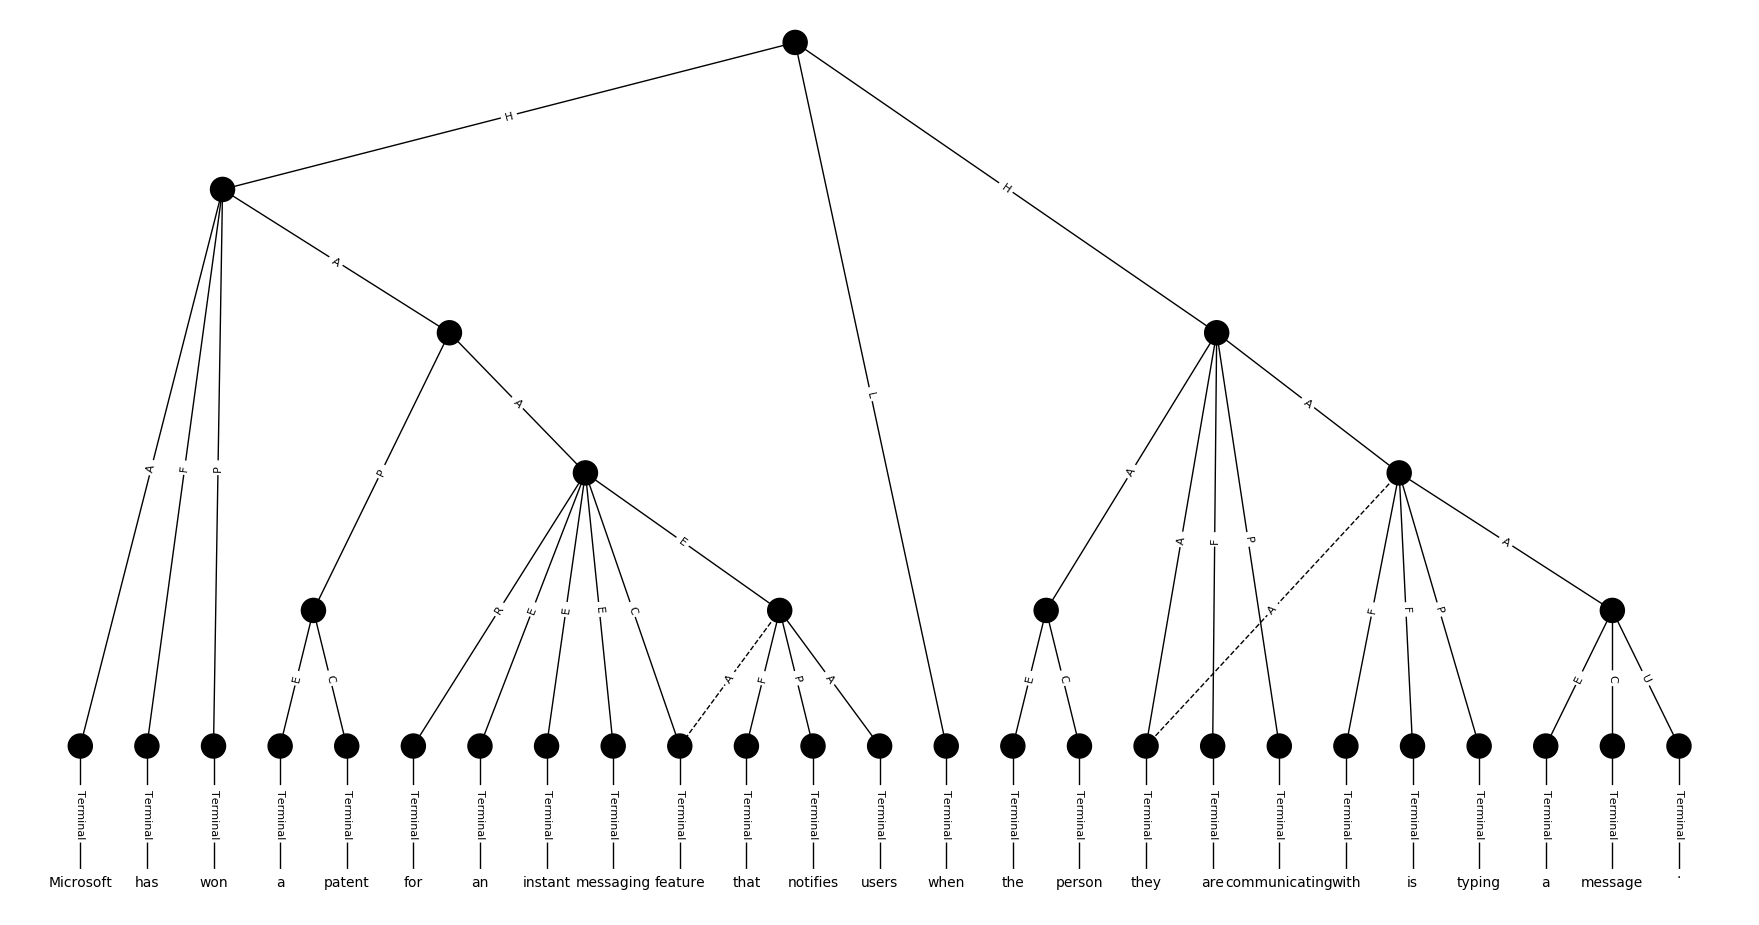 H
H
A
A
A
L
A
F
P
P
A
A
F
P
A
E
R
E
E
E
C
A
F
F
P
A
E
C
A
F
P
A
E
C
E
C
U
Terminal Terminal Terminal Terminal Terminal Terminal Terminal Terminal Terminal Terminal Terminal Terminal Terminal Terminal Terminal Terminal Terminal Terminal Terminal Terminal Terminal Terminal Terminal Terminal Terminal
Microsoft has won a patent for an instant messaging feature that notifies users when the person they are communicating with is typing a message .